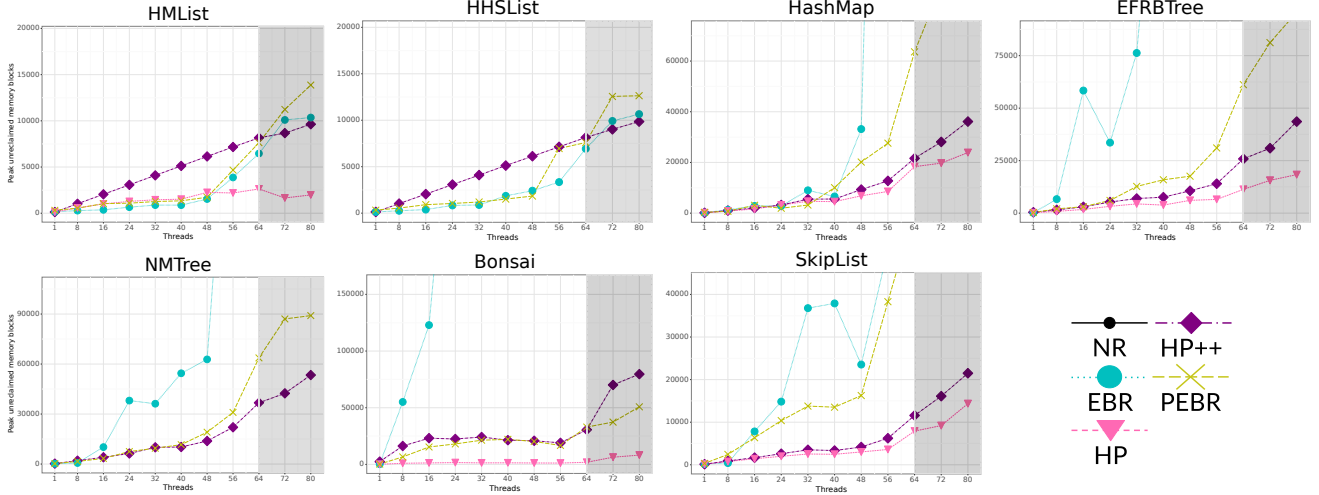 HMList
HHSList
HashMap
EFRBTree
Peak unreclaimed memory blocks
20000
15000
10000
5000
0
1 8 16 24 32 40 48 56 64 72 80
Threads
20000
15000
10000
5000
0
1 8 16 24 32 40 48 56 64 72 80
Threads
60000
40000
20000
0
1 8 16 24 32 40 48 56 64 72 80
Threads
75000
50000
25000
0
1 8 16 24 32 40 48 56 64 72 80
Threads
NMTree
Bonsai
SkipList
Peak unreclaimed memory blocks
90000
60000
30000
0
1 8 16 24 32 40 48 56 64 72 80
Threads
150000
100000
50000
0
1 8 16 24 32 40 48 56 64 72 80
Threads
40000
30000
20000
10000
0
1 8 16 24 32 40 48 56 64 72 80
Threads
NR HP++
EBR PEBR
HP